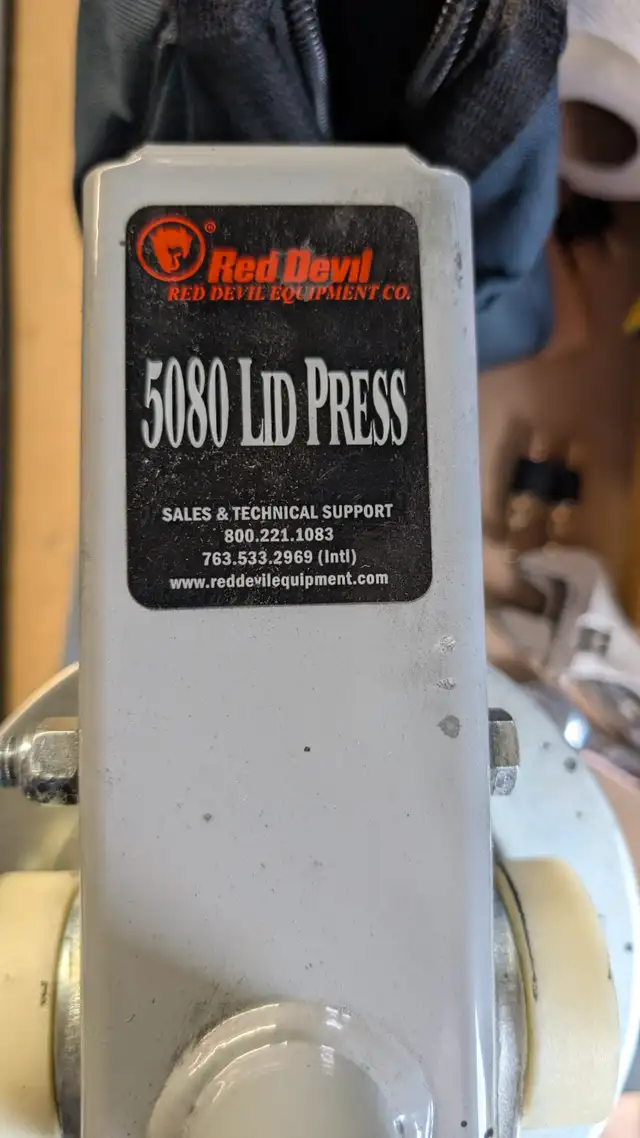 Red Devil®
RED DEVIL EQUIPMENT CO.
5080 LID PRESS
SALES & TECHNICAL SUPPORT
800.221.1083
763.533.2969 (Intl)
www.reddevilequipment.com